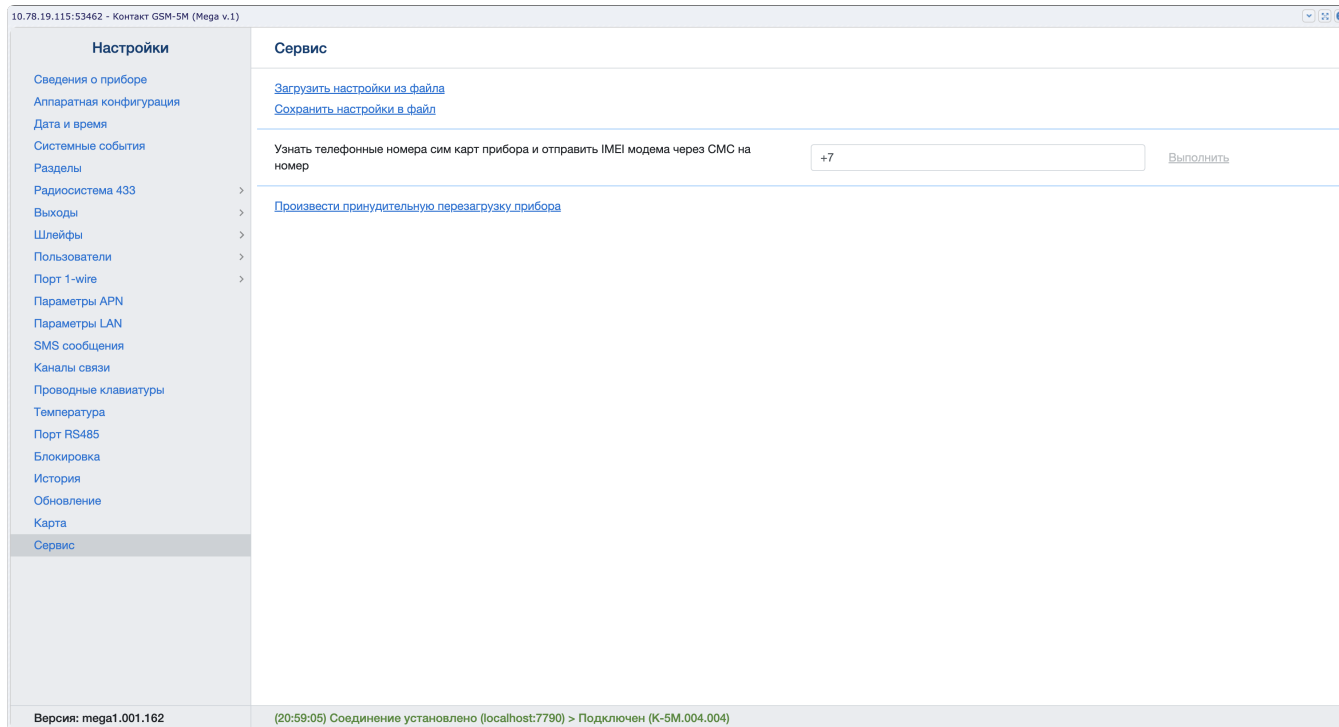 10.78.19.115:53462 - Контакт GSM-5M (Mega v.1)
Настройки
Сведения о приборе
Аппаратная конфигурация
Дата и время
Системные события
Разделы
Радиосистема 433
Выходы
Шлейфы
Пользователи
Порт 1-wire
Параметры APN
Параметры LAN
SMS сообщения
Каналы связи
Проводные клавиатуры
Температура
Порт RS485
Блокировка
История
Обновление
Карта
Сервис
Версия: mega1.001.162
Сервис
Загрузить настройки из файла
Сохранить настройки в файл
Узнать телефонные номера сим карт прибора и отправить IMEI модема через СМС на
номер
+7
Выполнить
Произвести принудительную перезагрузку прибора
(20:59:05) Соединение установлено (localhost:7790) > Подключен (K-5M.004.004)